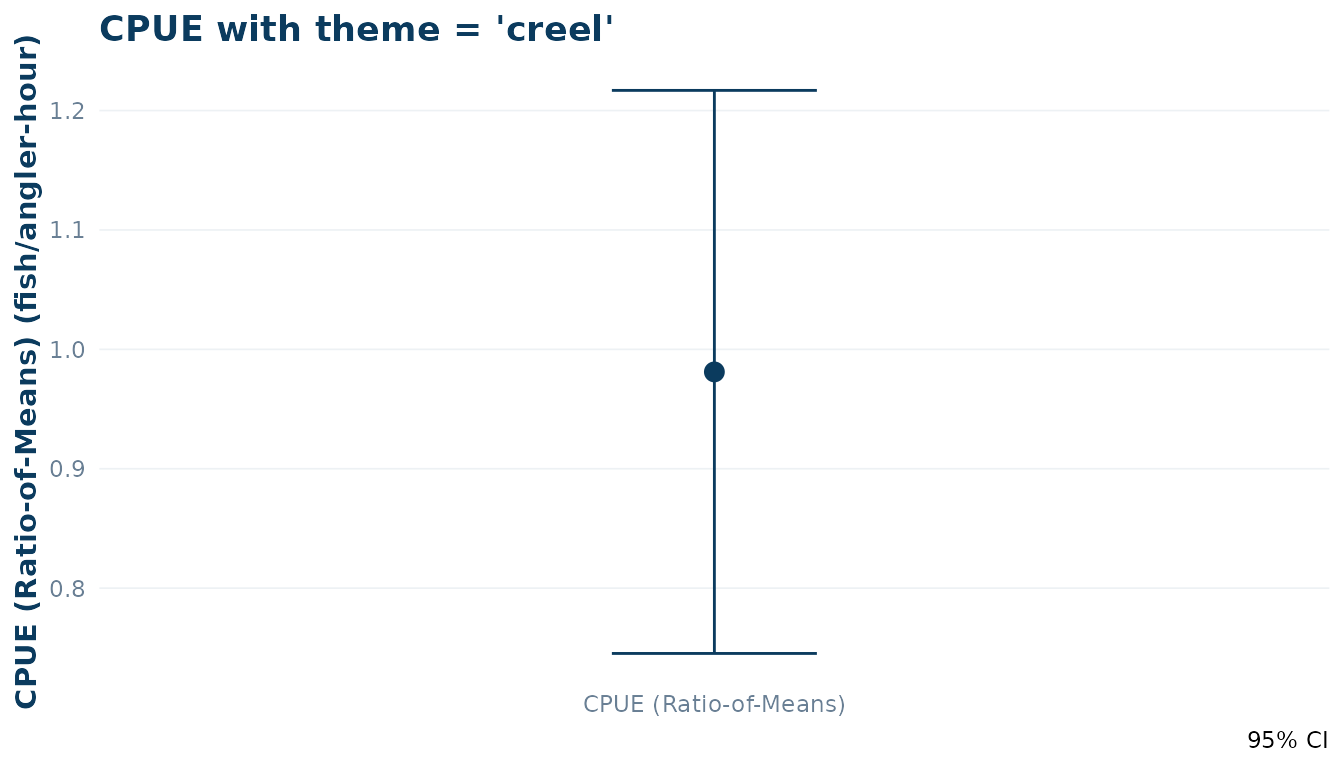 CPUE with theme = 'creel'
CPUE (Ratio-of-Means) (fish/angler-hour)
1.2
1.1
1.0
0.9
0.8
CPUE (Ratio-of-Means)
95% CI